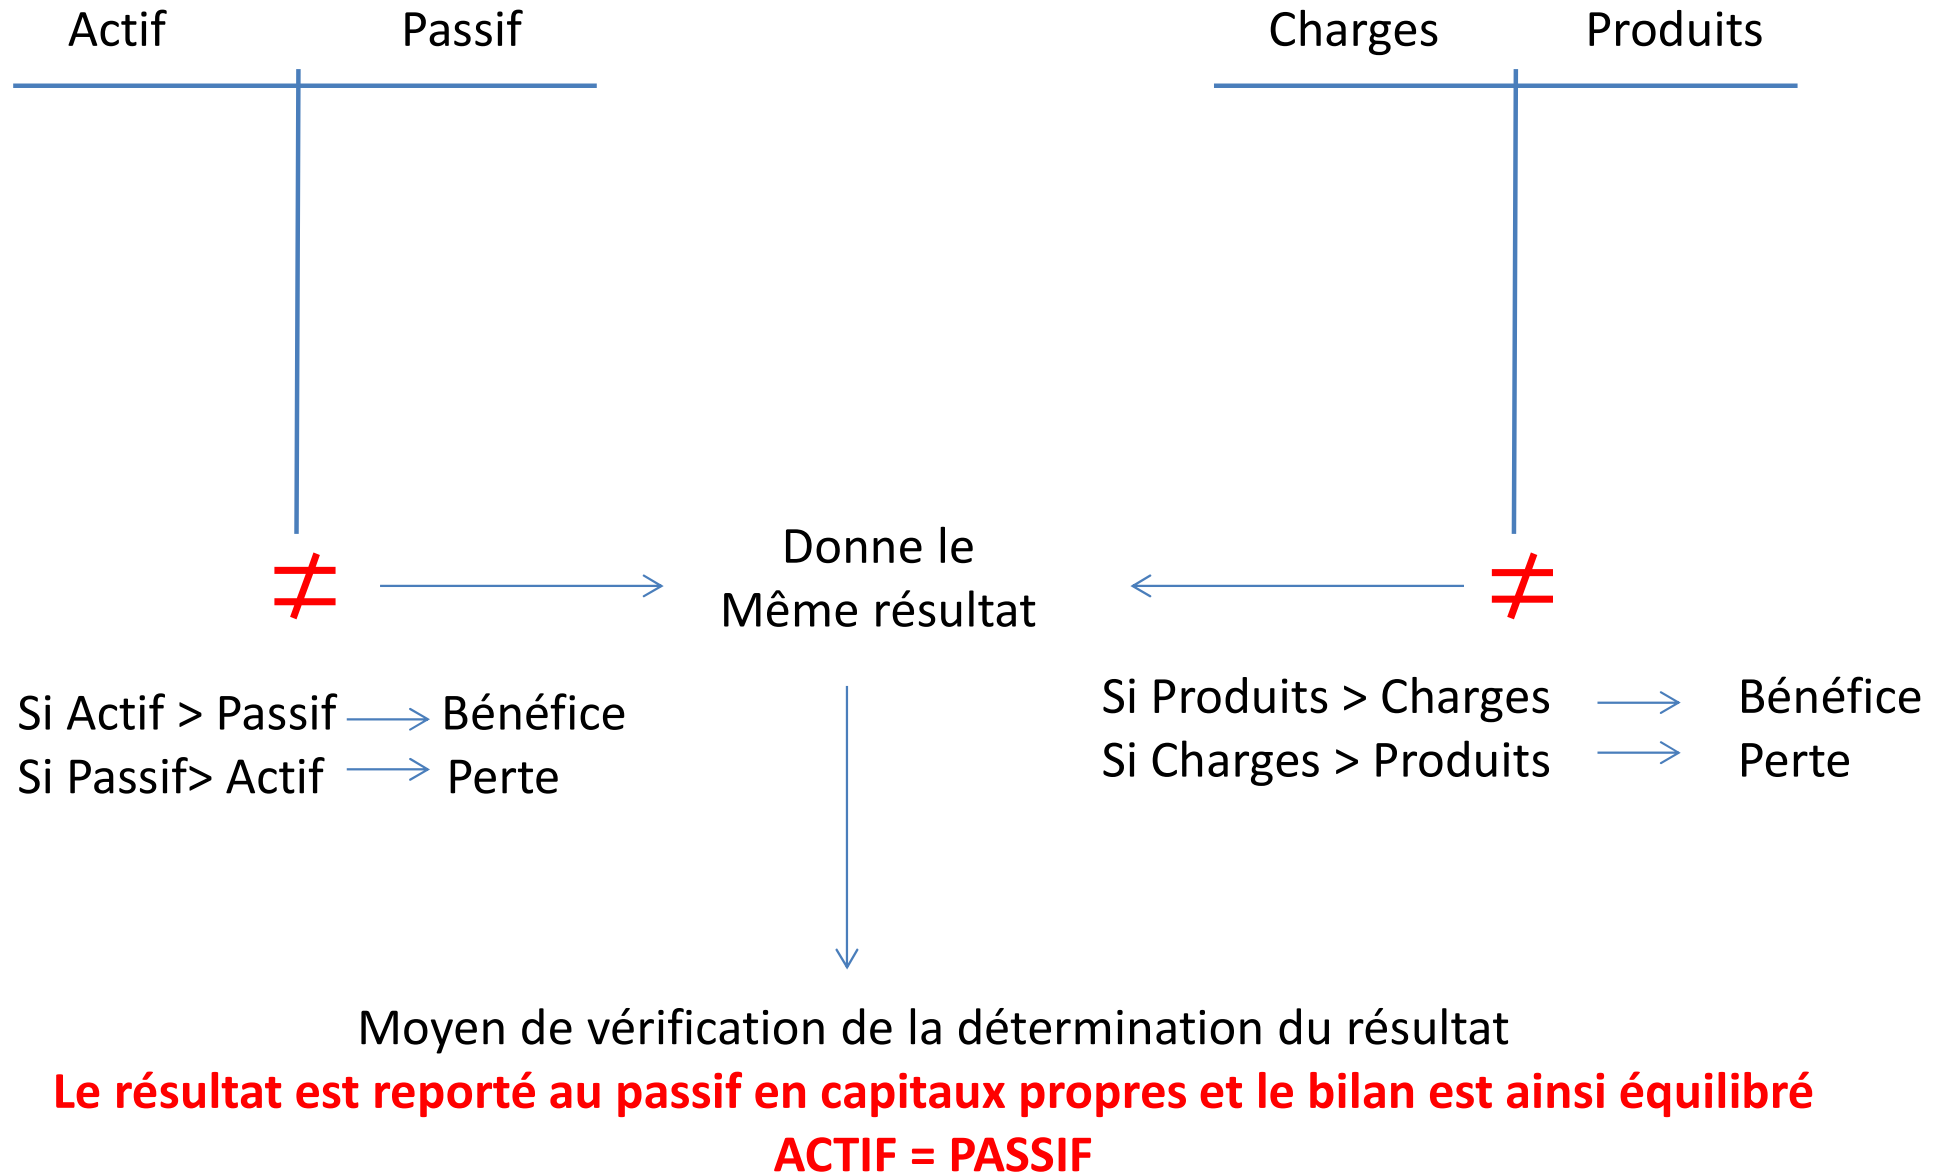 Actif Passif
Charges Produits
≠
Donne le
Même résultat
≠
Si Actif > Passif Bénéfice
Si Passif> Actif Perte
Si Produits > Charges Bénéfice
Si Charges > Produits Perte
Moyen de vérification de la détermination du résultat
Le résultat est reporté au passif en capitaux propres et le bilan est ainsi équilibré
ACTIF = PASSIF